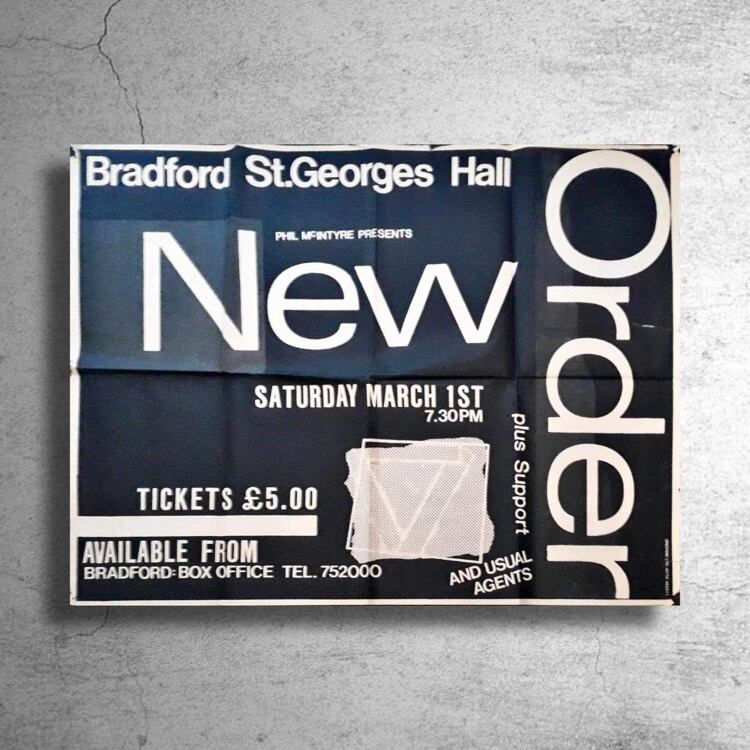 Bradford St.Georges Hall
PHIL McINTYRE PRESENTS
New
Order
SATURDAY MARCH 1ST
7.30PM
plus Support
TICKETS £5.00
AVAILABLE FROM
BRADFORD: BOX OFFICE TEL. 752000
AND USUAL
AGENTS